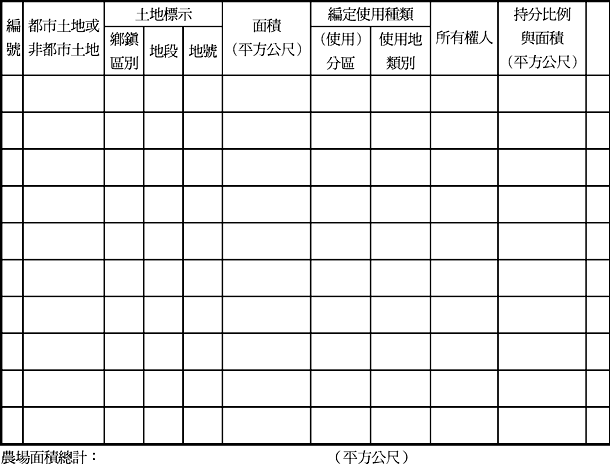 編號
都市土地或
非都市土地
土地標示
鄉鎮
區別
地段
地號
面積
（平方公尺）
編定使用種類
（使用）
分區
使用地
類別
所有權人
持分比例
與面積
（平方公尺）
農場面積總計：　（平方公尺）